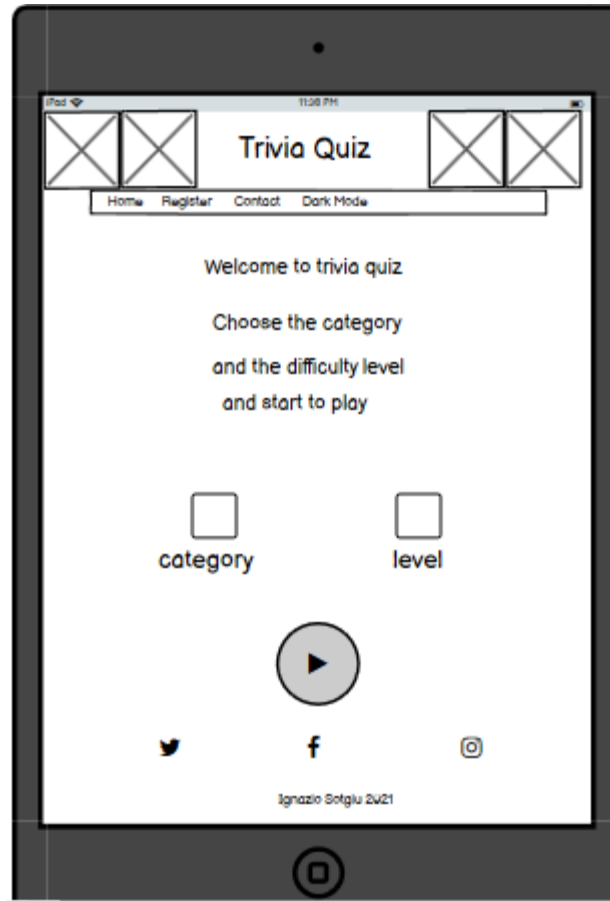 iPad 11:38 PM
Trivia Quiz
Home Register Contact Dark Mode
Welcome to trivia quiz
Choose the category
and the difficulty level
and start to play
category level
Ignazio Sotgiu 2021